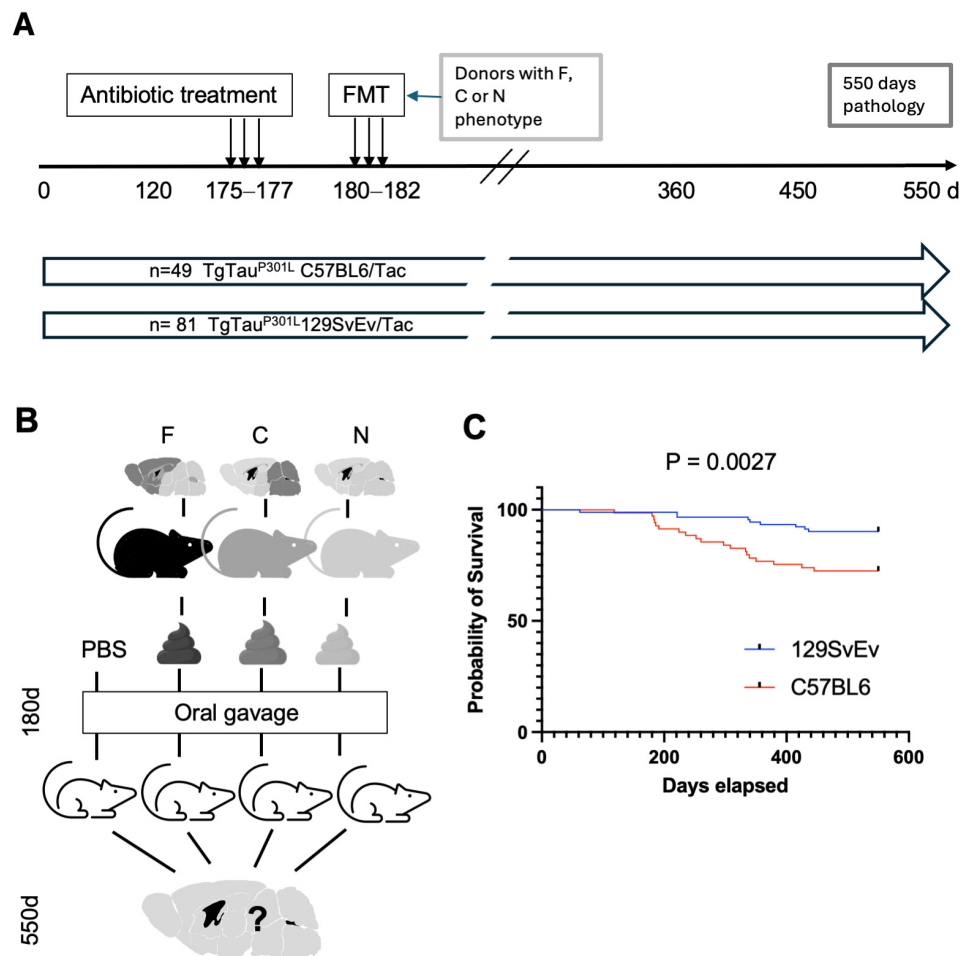 A
Antibiotic treatment
FMT
Donors with F,
C or N
phenotype
550 days
pathology
0 120 175–177 180–182 360 450 550 d
n=49 TgTauP301L C57BL6/Tac
n= 81 TgTauP301L129SvEv/Tac
B
F C N
PBS
180d
Oral gavage
550d
?
C
P = 0.0027
Probability of Survival
100
50
0
129SvEv
C57BL6
0 200 400 600
Days elapsed